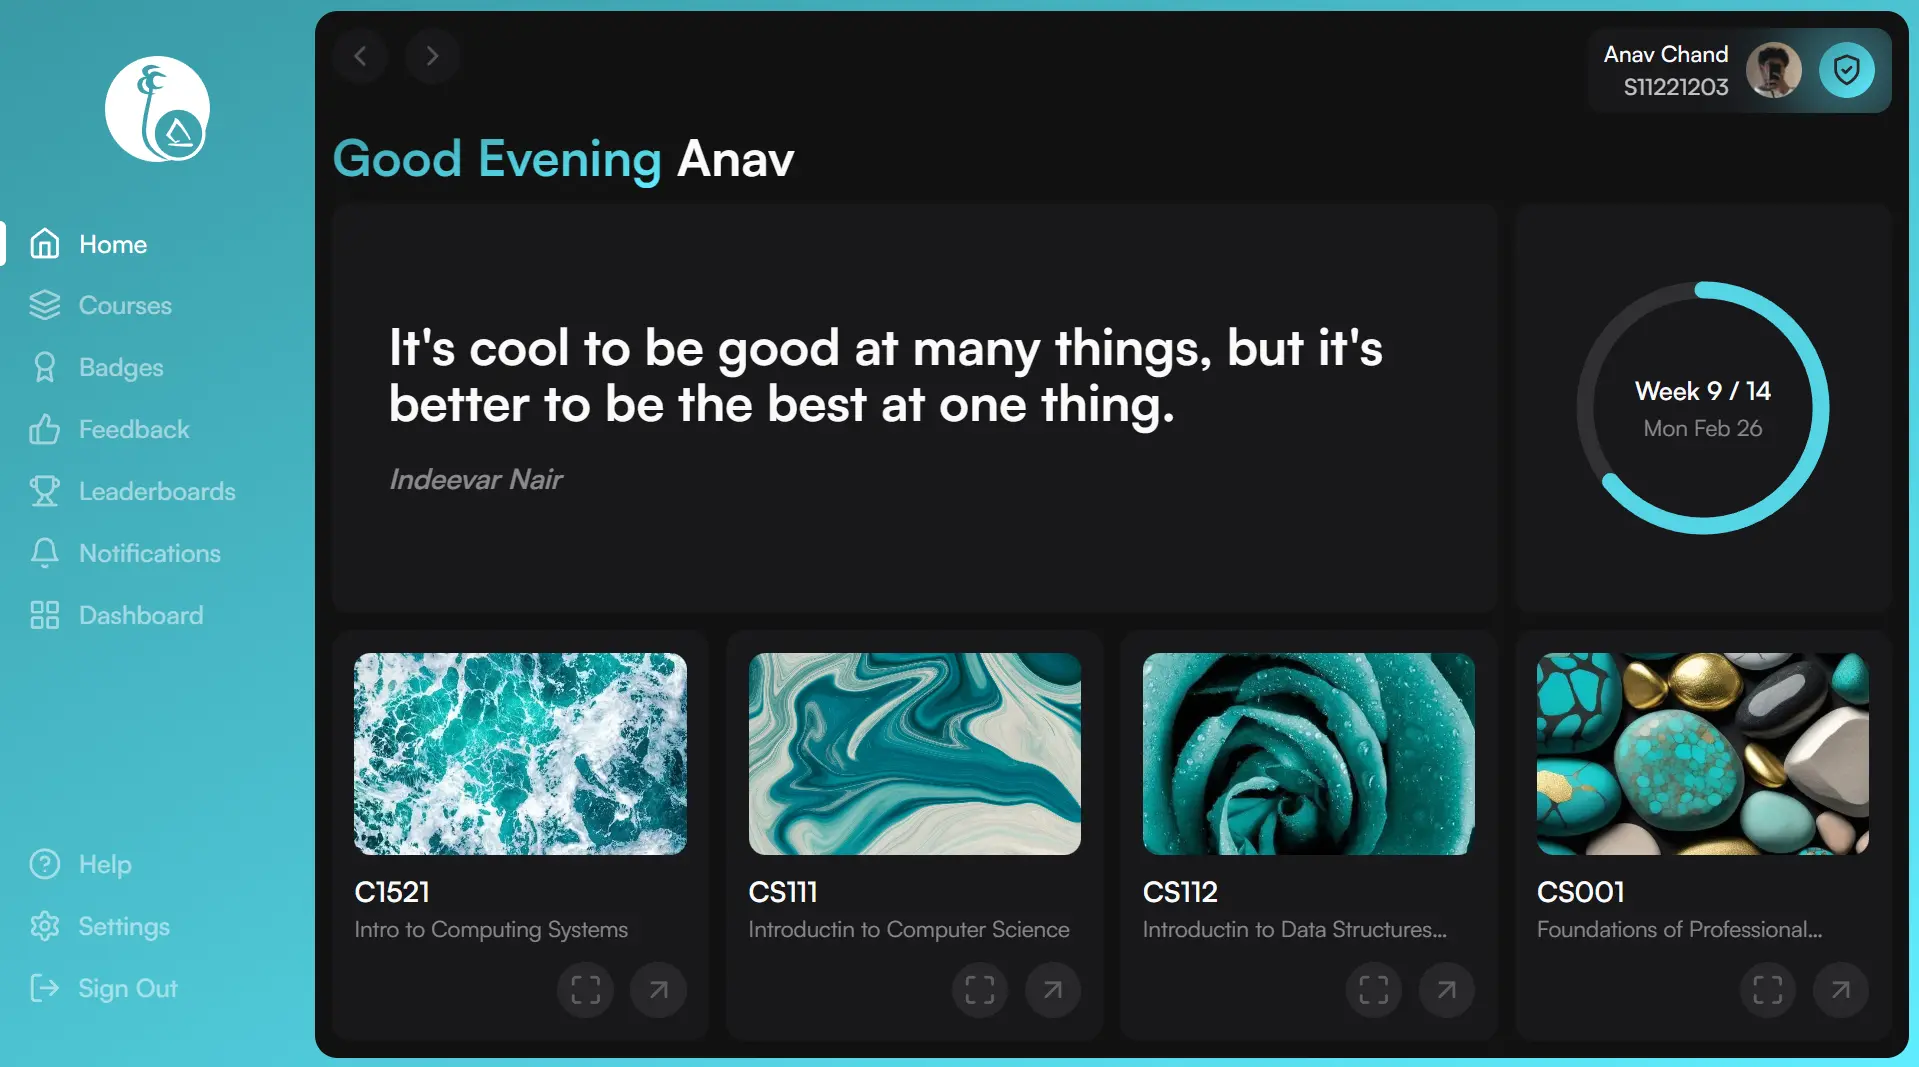 Anav Chand
S11221203
Good Evening Anav
Home
Courses
Badges
Feedback
Leaderboards
Notifications
Dashboard
Help
Settings
Sign Out
It's cool to be good at many things, but it's
better to be the best at one thing.
Indeevar Nair
Week 9 / 14
Mon Feb 26
C1521
Intro to Computing Systems
CS111
Introductin to Computer Science
CS112
Introductin to Data Structures...
CS001
Foundations of Professional...